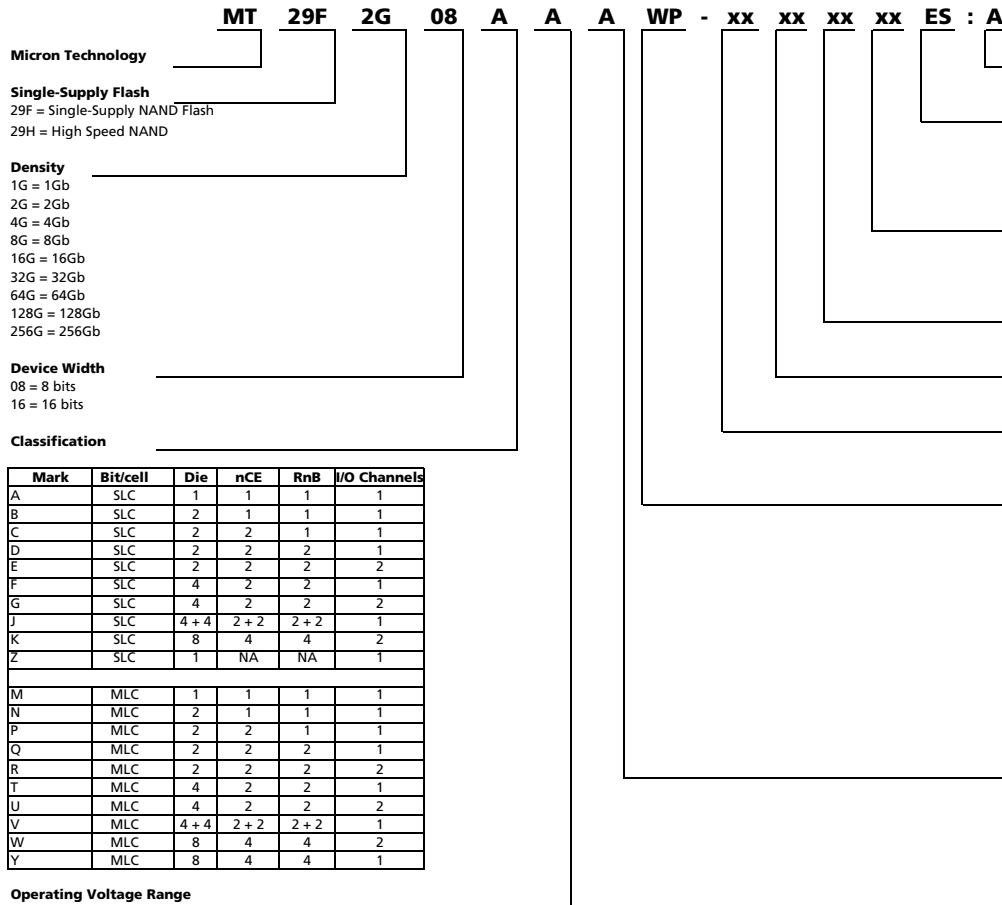 MT 29F 2G 08 A A A WP - xx xx xx xx ES : A
Micron Technology
Single-Supply Flash
29F = Single-Supply NAND Flash
29H = High Speed NAND
Density
1G = 1Gb
2G = 2Gb
4G = 4Gb
8G = 8Gb
16G = 16Gb
32G = 32Gb
64G = 64Gb
128G = 128Gb
256G = 256Gb
Device Width
08 = 8 bits
16 = 16 bits
Classification
Mark Bit/cell Die nCE RnB I/O Channels
A SLC 1 1 1 1
B SLC 2 1 1 1
C SLC 2 2 1 1
D SLC 2 2 2 1
E SLC 2 2 2 2
F SLC 4 2 2 1
G SLC 4 2 2 2
J SLC 4 + 4 2 + 2 2 + 2 1
K SLC 8 4 4 2
Z SLC 1 NA NA 1
M MLC 1 1 1 1
N MLC 2 1 1 1
P MLC 2 2 1 1
Q MLC 2 2 2 1
R MLC 2 2 2 2
T MLC 4 2 2 1
U MLC 4 2 2 2
V MLC 4 + 4 2 + 2 2 + 2 1
W MLC 8 4 4 2
Y MLC 8 4 4 1
Operating Voltage Range